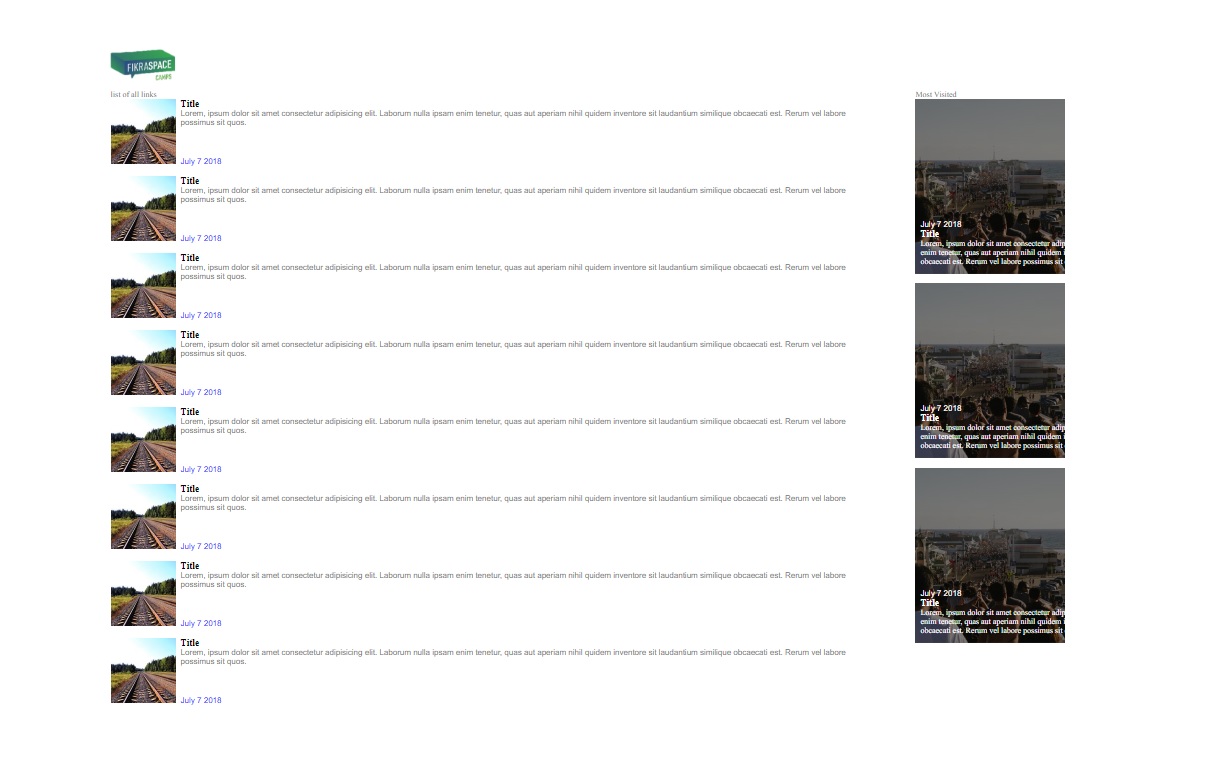 FIKRASPACE
CAMPS
list of all links
Title
Lorem, ipsum dolor sit amet consectetur adipisicing elit. Laborum nulla ipsam enim tenetur, quas aut aperiam nihil quidem inventore sit laudantium similique obcaecati est. Rerum vel labore
possimus sit quos.
July 7 2018
Title
Lorem, ipsum dolor sit amet consectetur adipisicing elit. Laborum nulla ipsam enim tenetur, quas aut aperiam nihil quidem inventore sit laudantium similique obcaecati est. Rerum vel labore
possimus sit quos.
July 7 2018
Title
Lorem, ipsum dolor sit amet consectetur adipisicing elit. Laborum nulla ipsam enim tenetur, quas aut aperiam nihil quidem inventore sit laudantium similique obcaecati est. Rerum vel labore
possimus sit quos.
July 7 2018
Title
Lorem, ipsum dolor sit amet consectetur adipisicing elit. Laborum nulla ipsam enim tenetur, quas aut aperiam nihil quidem inventore sit laudantium similique obcaecati est. Rerum vel labore
possimus sit quos.
July 7 2018
Title
Lorem, ipsum dolor sit amet consectetur adipisicing elit. Laborum nulla ipsam enim tenetur, quas aut aperiam nihil quidem inventore sit laudantium similique obcaecati est. Rerum vel labore
possimus sit quos.
July 7 2018
Title
Lorem, ipsum dolor sit amet consectetur adipisicing elit. Laborum nulla ipsam enim tenetur, quas aut aperiam nihil quidem inventore sit laudantium similique obcaecati est. Rerum vel labore
possimus sit quos.
July 7 2018
Title
Lorem, ipsum dolor sit amet consectetur adipisicing elit. Laborum nulla ipsam enim tenetur, quas aut aperiam nihil quidem inventore sit laudantium similique obcaecati est. Rerum vel labore
possimus sit quos.
July 7 2018
Title
Lorem, ipsum dolor sit amet consectetur adipisicing elit. Laborum nulla ipsam enim tenetur, quas aut aperiam nihil quidem inventore sit laudantium similique obcaecati est. Rerum vel labore
possimus sit quos.
July 7 2018
Most Visited
July 7 2018
Title
Lorem, ipsum dolor sit amet consectetur adip
enim tenetur, quas aut aperiam nihil quidem i
obcaecati est. Rerum vel labore possimus sit
July 7 2018
Title
Lorem, ipsum dolor sit amet consectetur adip
enim tenetur, quas aut aperiam nihil quidem i
obcaecati est. Rerum vel labore possimus sit
July 7 2018
Title
Lorem, ipsum dolor sit amet consectetur adip
enim tenetur, quas aut aperiam nihil quidem i
obcaecati est. Rerum vel labore possimus sit